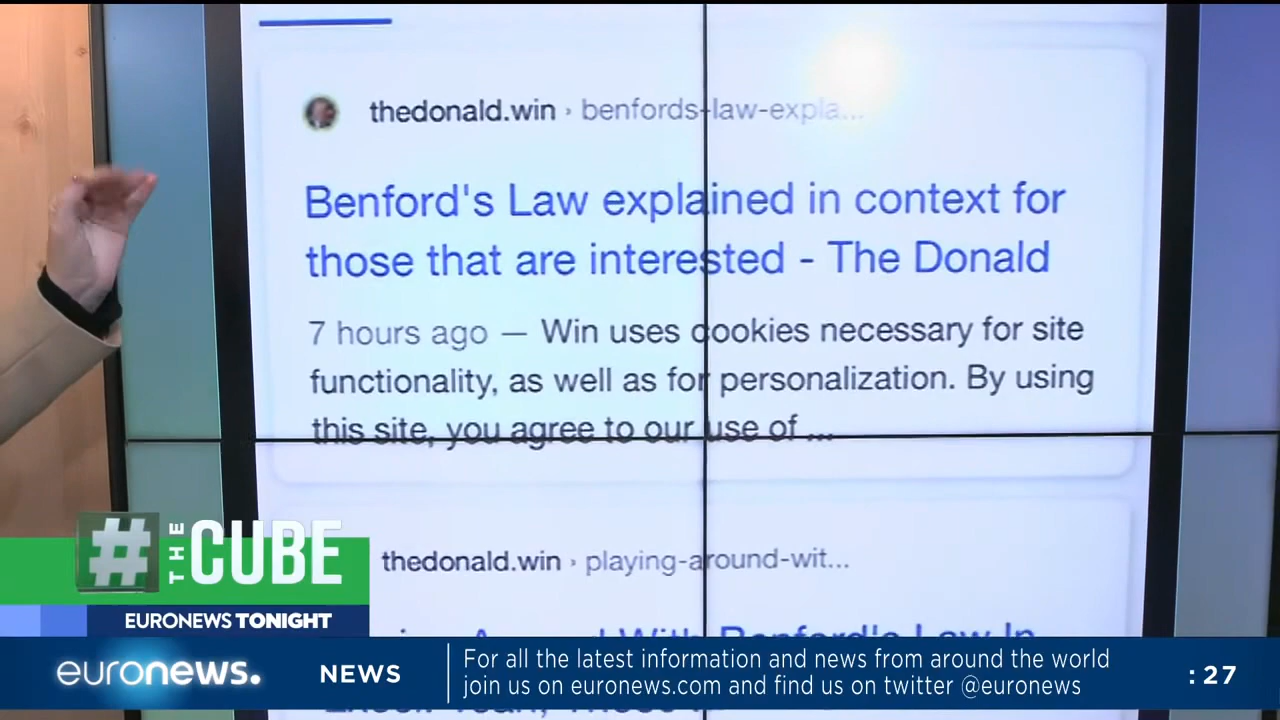 thedonald.win › benfords-law-expla...
Benford's Law explained in context for
those that are interested - The Donald
7 hours ago — Win uses cookies necessary for site
functionality, as well as for personalization. By using
this site, you agree to our use of ...
thedonald.win › playing-around-wit...
With Benford's Law In
# THE CUBE
EURONEWS TONIGHT
euronews.
NEWS
For all the latest information and news from around the world
join us on euronews.com and find us on twitter @euronews
:27